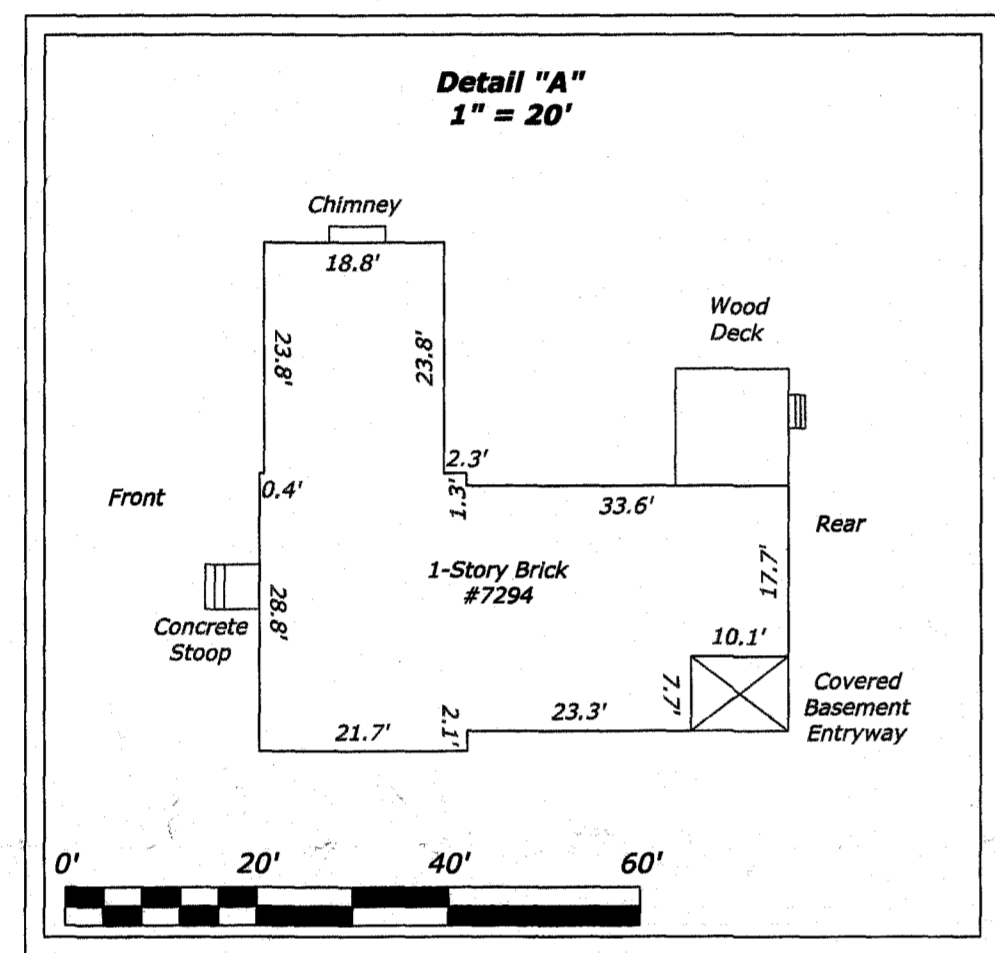 Detail "A"
1" = 20'
Chimney
18.8'
23.8'
23.8'
Wood
Deck
2.3'
0.4'
1.3'
33.6'
Front
Rear
17.7'
1-Story Brick
#7294
28.8'
Concrete
Stoop
10.1'
7.7'
Covered
Basement
Entryway
23.3'
2.1'
21.7'
0' 20' 40' 60'